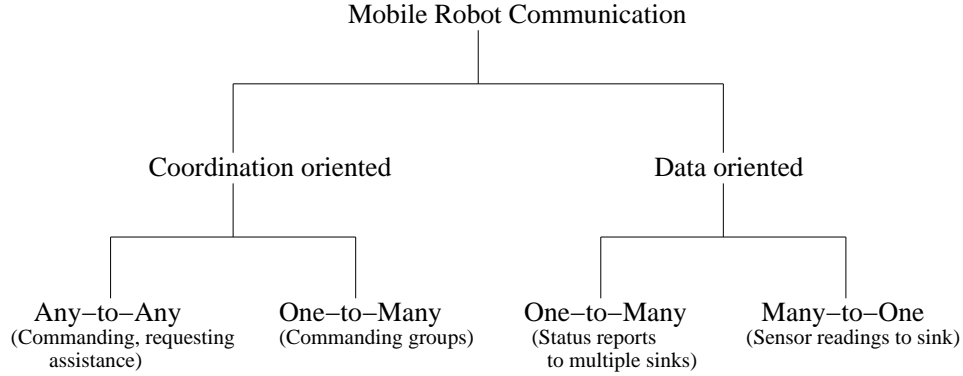 Mobile Robot Communication
Coordination oriented
Data oriented
Any−to−Any
(Commanding, requesting
assistance)
One−to−Many
(Commanding groups)
One−to−Many
(Status reports
to multiple sinks)
Many−to−One
(Sensor readings to sink)